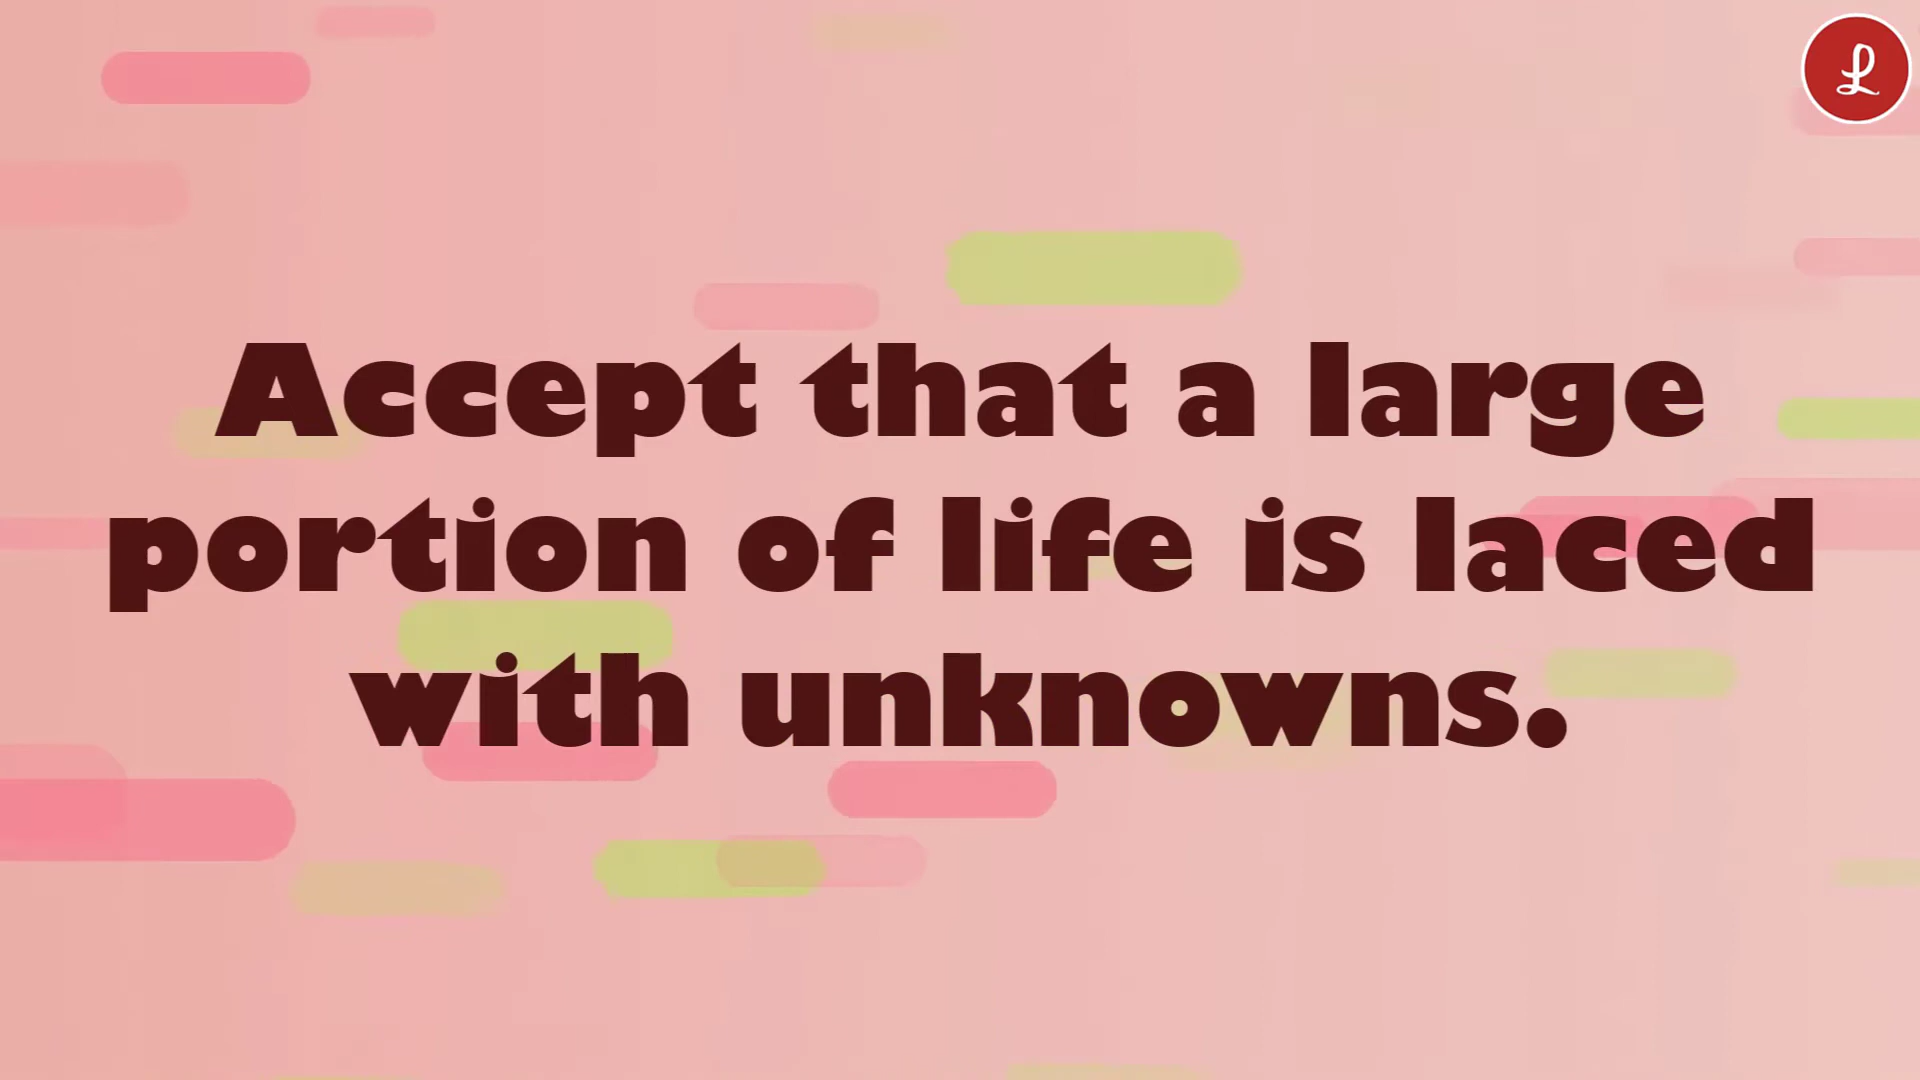 L
Accept that a large
portion of life is laced
with unknowns.